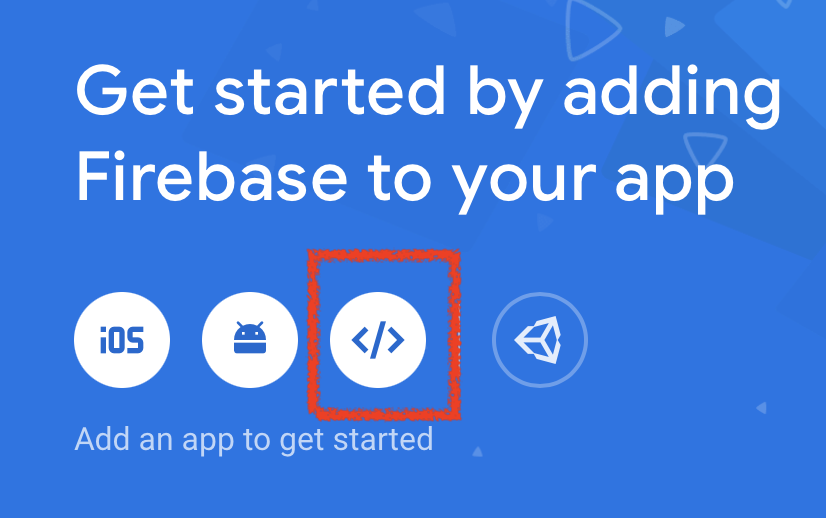 Get started by adding
Firebase to your app
iOS
</>
Add an app to get started